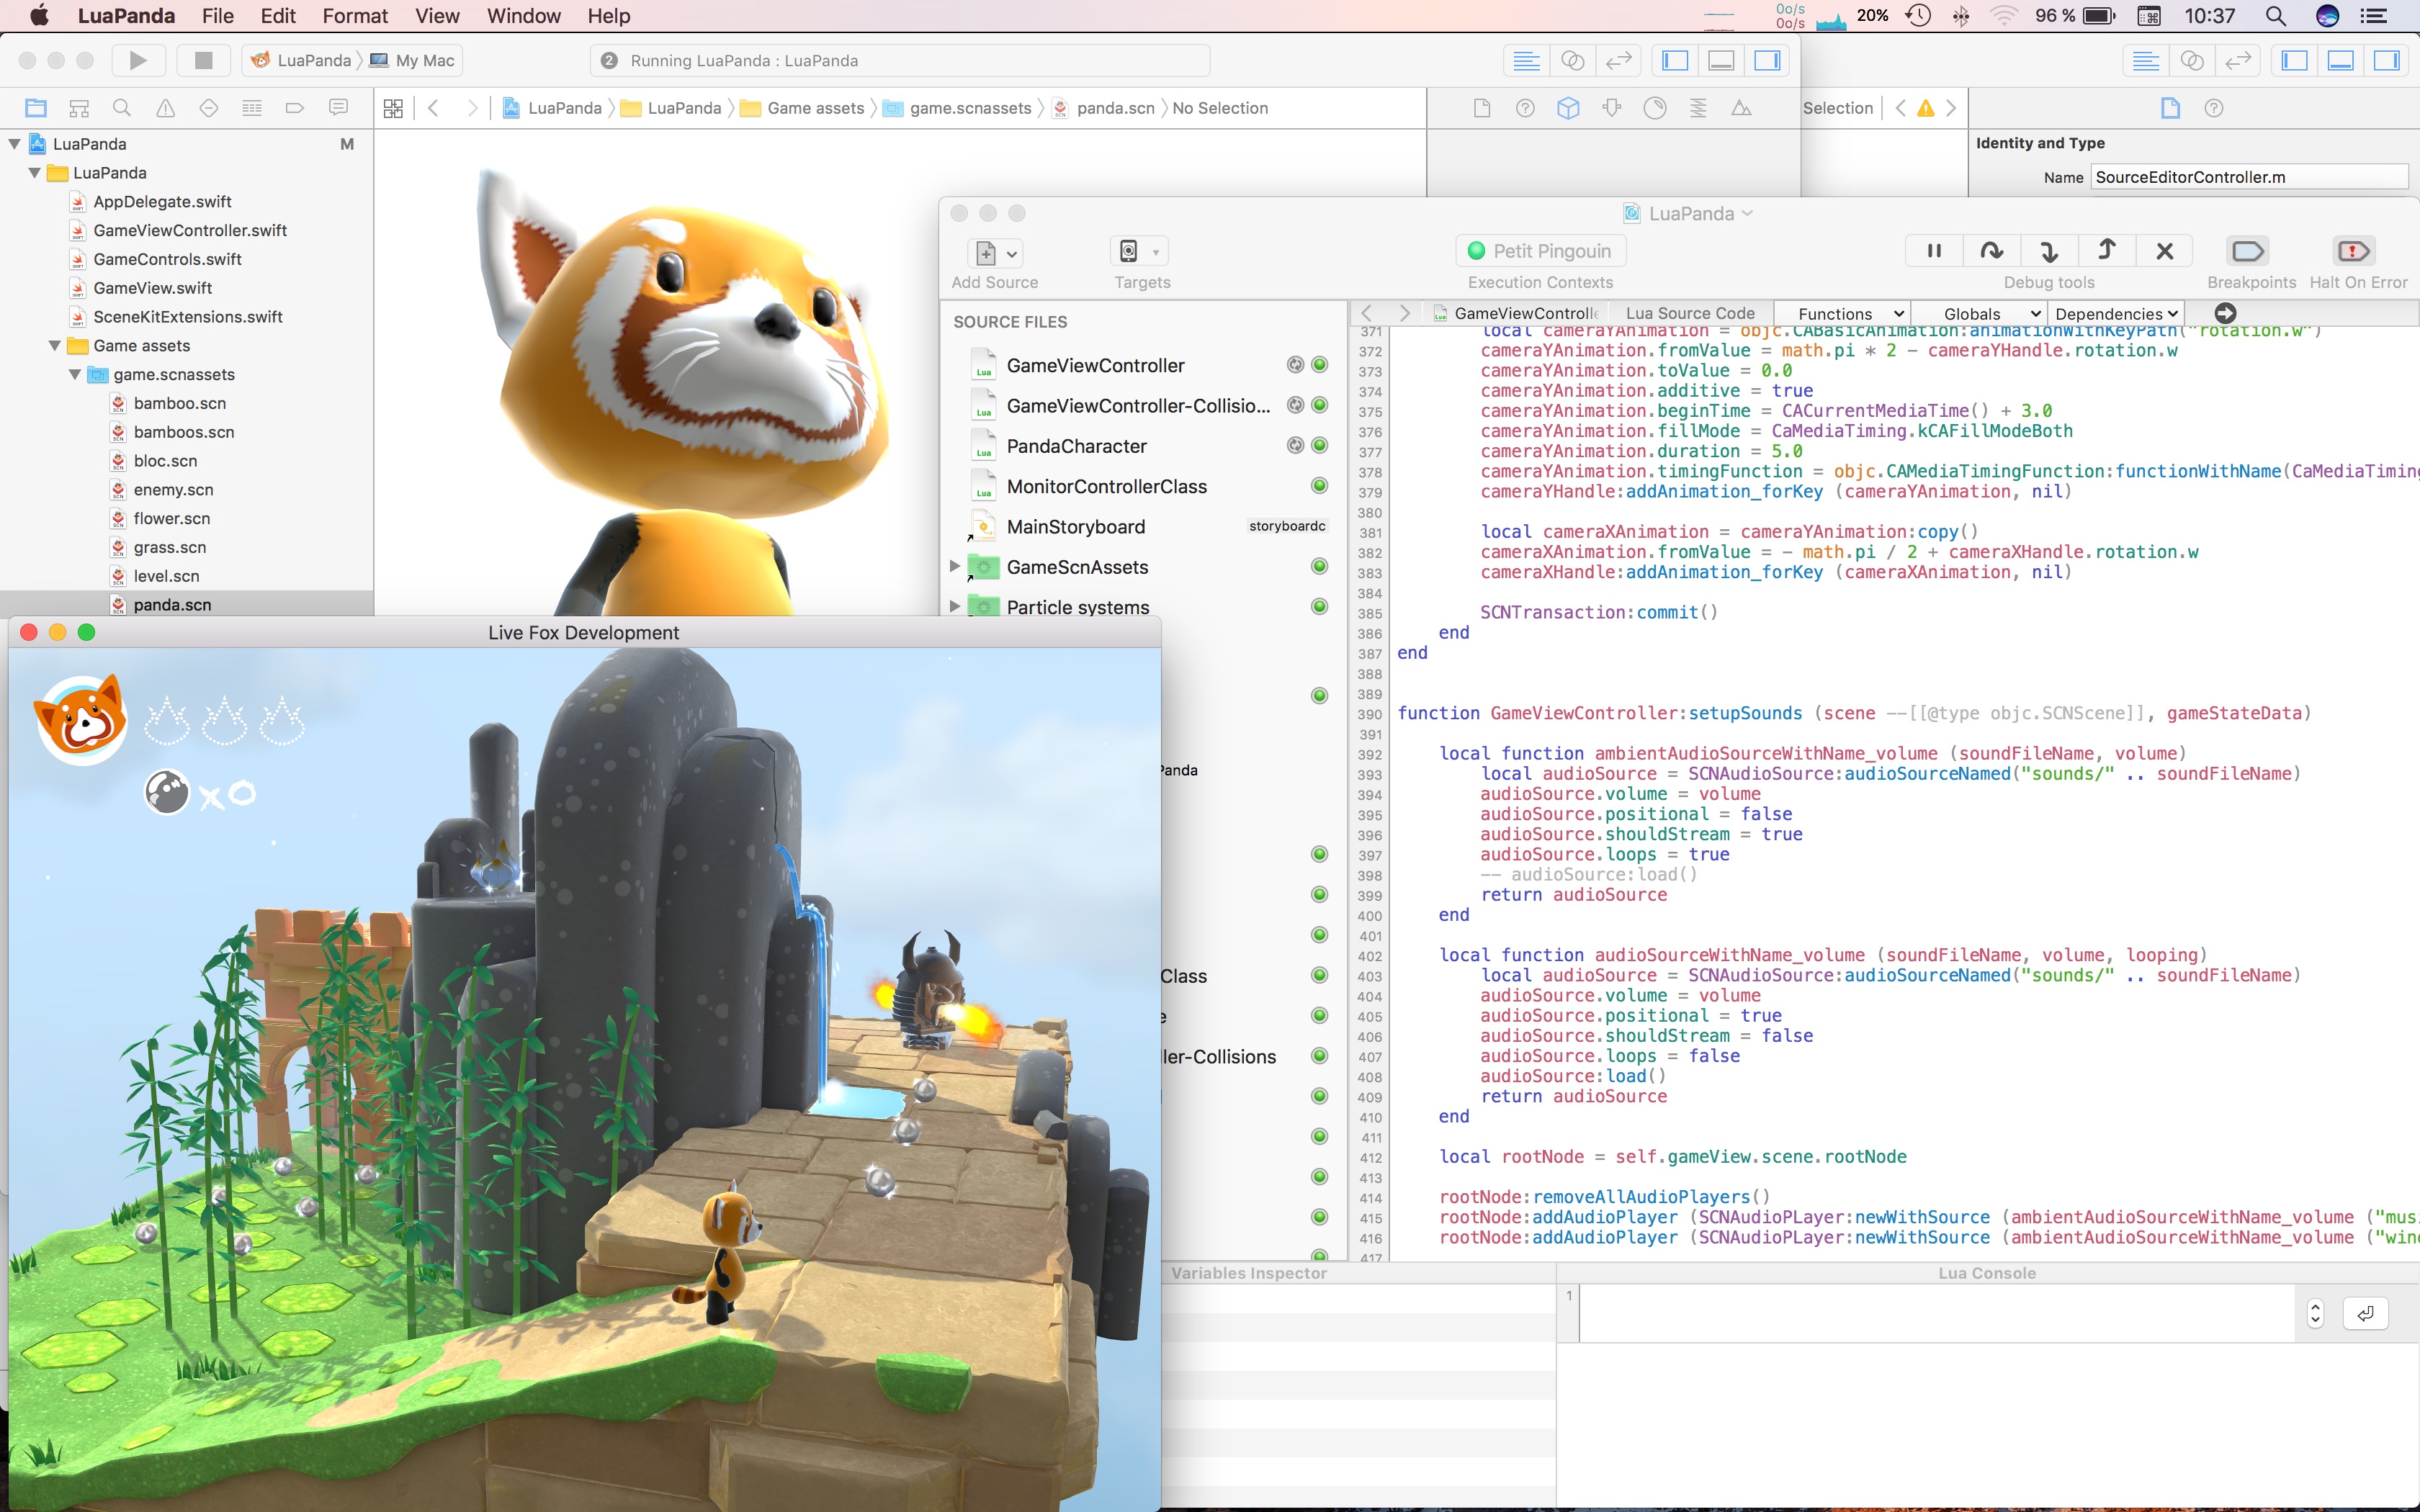 LuaPanda File Edit Format View Window Help
0o/s
0o/s
20%
96 %
10:37
LuaPanda My Mac
2 Running LuaPanda : LuaPanda
LuaPanda LuaPanda Game assets game.scnassets panda.scn No Selection
Selection
LuaPanda M
LuaPanda
AppDelegate.swift
GameViewController.swift
GameControls.swift
GameView.swift
SceneKitExtensions.swift
Game assets
game.scnassets
bamboo.scn
bamboos.scn
bloc.scn
enemy.scn
flower.scn
grass.scn
level.scn
panda.scn
Identity and Type
Name SourceEditorController.m
LuaPanda
Add Source
Targets
Petit Pingouin
Execution Contexts
Debug tools
Breakpoints
Halt On Error
SOURCE FILES
Lua GameViewController
Lua GameViewController-Collisio...
Lua PandaCharacter
Lua MonitorControllerClass
MainStoryboard storyboardc
GameScnAssets
Particle systems
Panda
Class
e
ller-Collisions
GameViewControlle Lua Source Code Functions Globals Dependencies
371 local cameraYAnimation = objc.CABasicAnimation:animationWithKeyPath("rotation.w")
372 cameraYAnimation.fromValue = math.pi * 2 - cameraYHandle.rotation.w
373 cameraYAnimation.toValue = 0.0
374 cameraYAnimation.additive = true
375 cameraYAnimation.beginTime = CACurrentMediaTime() + 3.0
376 cameraYAnimation.fillMode = CaMediaTiming.kCAFillModeBoth
377 cameraYAnimation.duration = 5.0
378 cameraYAnimation.timingFunction = objc.CAMediaTimingFunction:functionWithName(CaMediaTiming
379 cameraYHandle:addAnimation_forKey (cameraYAnimation, nil)
380
381 local cameraXAnimation = cameraYAnimation:copy()
382 cameraXAnimation.fromValue = - math.pi / 2 + cameraXHandle.rotation.w
383 cameraXHandle:addAnimation_forKey (cameraXAnimation, nil)
384
385 SCNTransaction:commit()
386 end
387 end
388
389
390 function GameViewController:setupSounds (scene --[[@type objc.SCNScene]], gameStateData)
391
392 local function ambientAudioSourceWithName_volume (soundFileName, volume)
393 local audioSource = SCNAudioSource:audioSourceNamed("sounds/" .. soundFileName)
394 audioSource.volume = volume
395 audioSource.positional = false
396 audioSource.shouldStream = true
397 audioSource.loops = true
398 -- audioSource:load()
399 return audioSource
400 end
401
402 local function audioSourceWithName_volume (soundFileName, volume, looping)
403 local audioSource = SCNAudioSource:audioSourceNamed("sounds/" .. soundFileName)
404 audioSource.volume = volume
405 audioSource.positional = true
406 audioSource.shouldStream = false
407 audioSource.loops = false
408 audioSource:load()
409 return audioSource
410 end
411
412 local rootNode = self.gameView.scene.rootNode
413
414 rootNode:removeAllAudioPlayers()
415 rootNode:addAudioPlayer (SCNAudioPLayer:newWithSource (ambientAudioSourceWithName_volume ("mus
416 rootNode:addAudioPlayer (SCNAudioPLayer:newWithSource (ambientAudioSourceWithName_volume ("win
417
Live Fox Development
x0
Variables Inspector
Lua Console
1